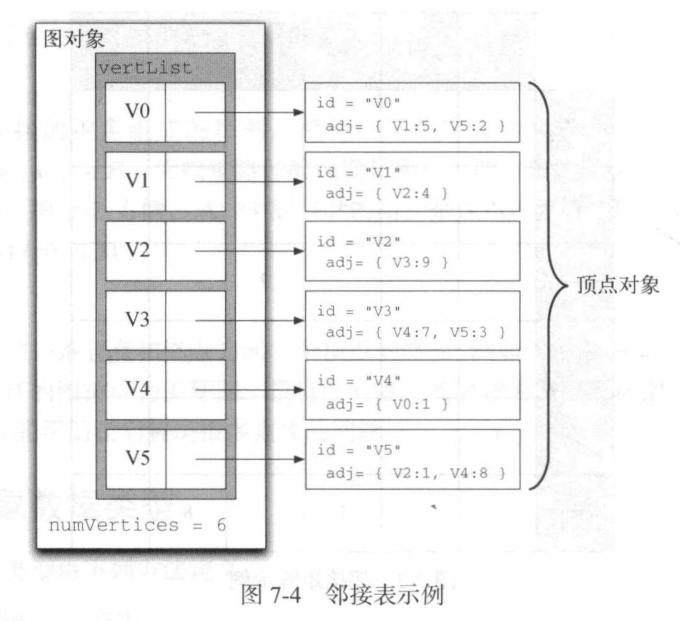 图对象
vertList
V0
id = "V0"
adj= { V1:5, V5:2 }
V1
id = "V1"
adj= { V2:4 }
V2
id = "V2"
adj= { V3:9 }
V3
id = "V3"
adj= { V4:7, V5:3 }
V4
id = "V4"
adj= { V0:1 }
V5
id = "V5"
adj= { V2:1, V4:8 }
顶点对象
numVertices = 6
图 7-4 邻接表示例